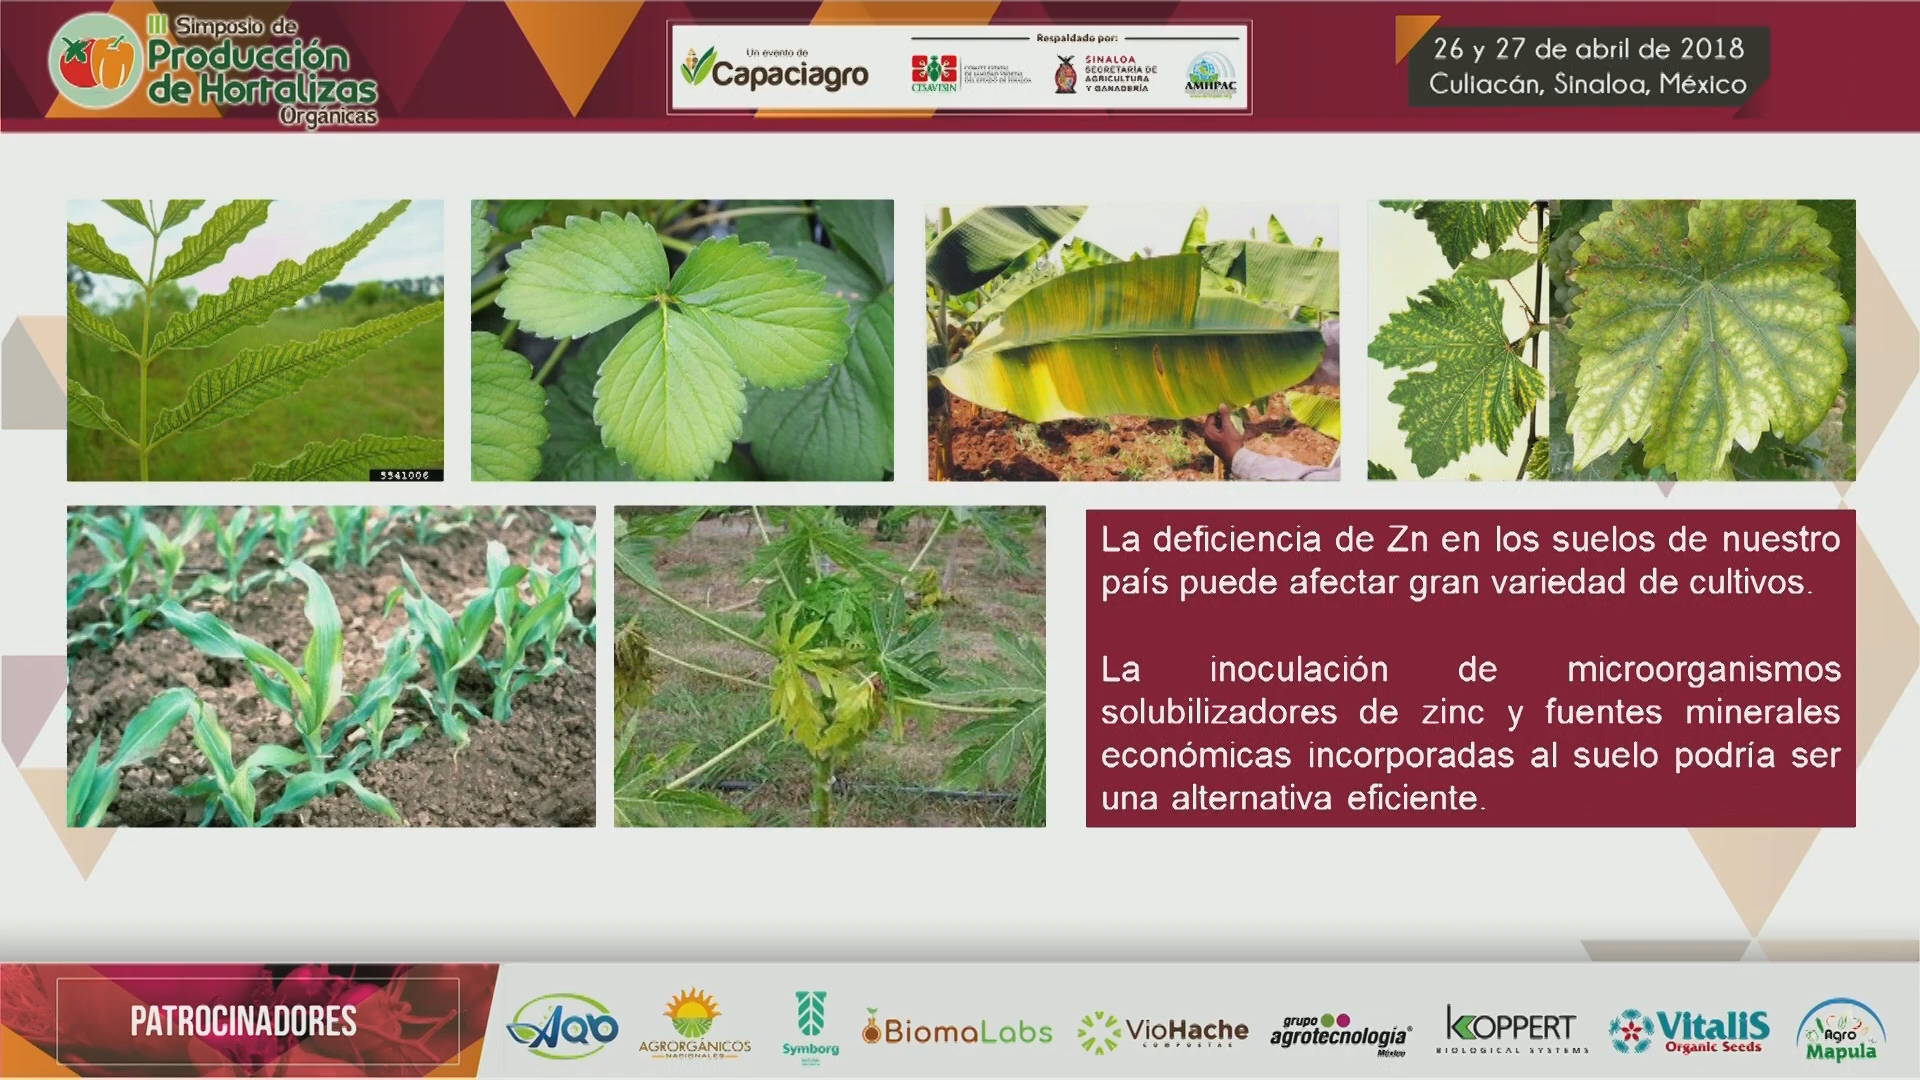 III Simposio de
Producción
de Hortalizas
Orgánicas
Un evento de
Capaciagro
Respaldado por:
CESAVESIN
COMITÉ ESTATAL
DE SANIDAD VEGETAL
DEL ESTADO DE SINALOA
SINALOA
SECRETARÍA DE
AGRICULTURA
Y GANADERÍA
AMHPAC
26 y 27 de abril de 2018
Culiacán, Sinaloa, México
5541006
La deficiencia de Zn en los suelos de nuestro
país puede afectar gran variedad de cultivos.
La inoculación de microorganismos
solubilizadores de zinc y fuentes minerales
económicas incorporadas al suelo podría ser
una alternativa eficiente.
PATROCINADORES
AQB
AGRORGÁNICOS
NACIONALES
Symborg
BiomaLabs
VioHache
COMPOSTAS
grupo
agrotecnología
México
KOPPERT
BIOLOGICAL SYSTEMS
VitaliS
Organic Seeds
Agro
Mapula